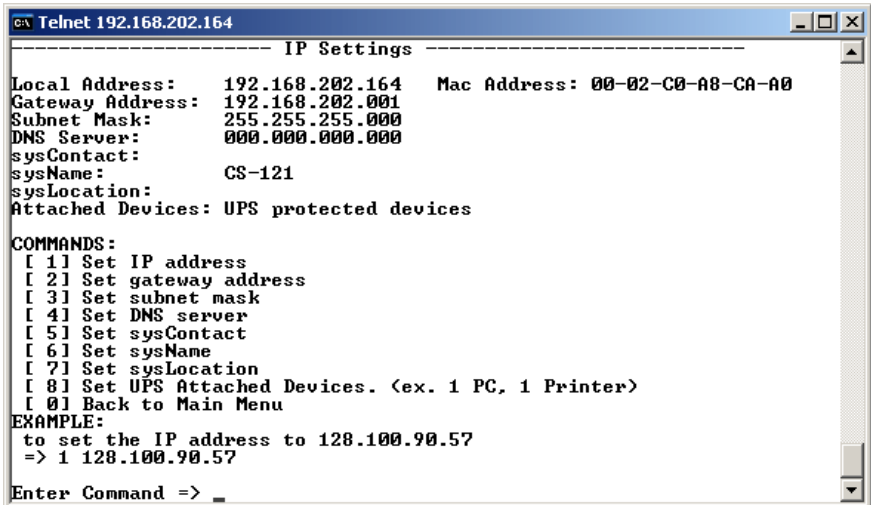 Telnet 192.168.202.164
---------------------- IP Settings ---------------------------
Local Address:    192.168.202.164   Mac Address: 00-02-C0-A8-CA-A0
Gateway Address:  192.168.202.001
Subnet Mask:      255.255.255.000
DNS Server:       000.000.000.000
sysContact:
sysName:          CS-121
sysLocation:
Attached Devices: UPS protected devices
COMMANDS:
[ 1] Set IP address
[ 2] Set gateway address
[ 3] Set subnet mask
[ 4] Set DNS server
[ 5] Set sysContact
[ 6] Set sysName
[ 7] Set sysLocation
[ 8] Set UPS Attached Devices. (ex. 1 PC, 1 Printer)
[ 0] Back to Main Menu
EXAMPLE:
to set the IP address to 128.100.90.57
=> 1 128.100.90.57
Enter Command => _